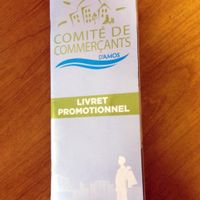 COMITÉ DE
COMMERÇANTS
D'AMOS
LIVRET
PROMOTIONNEL